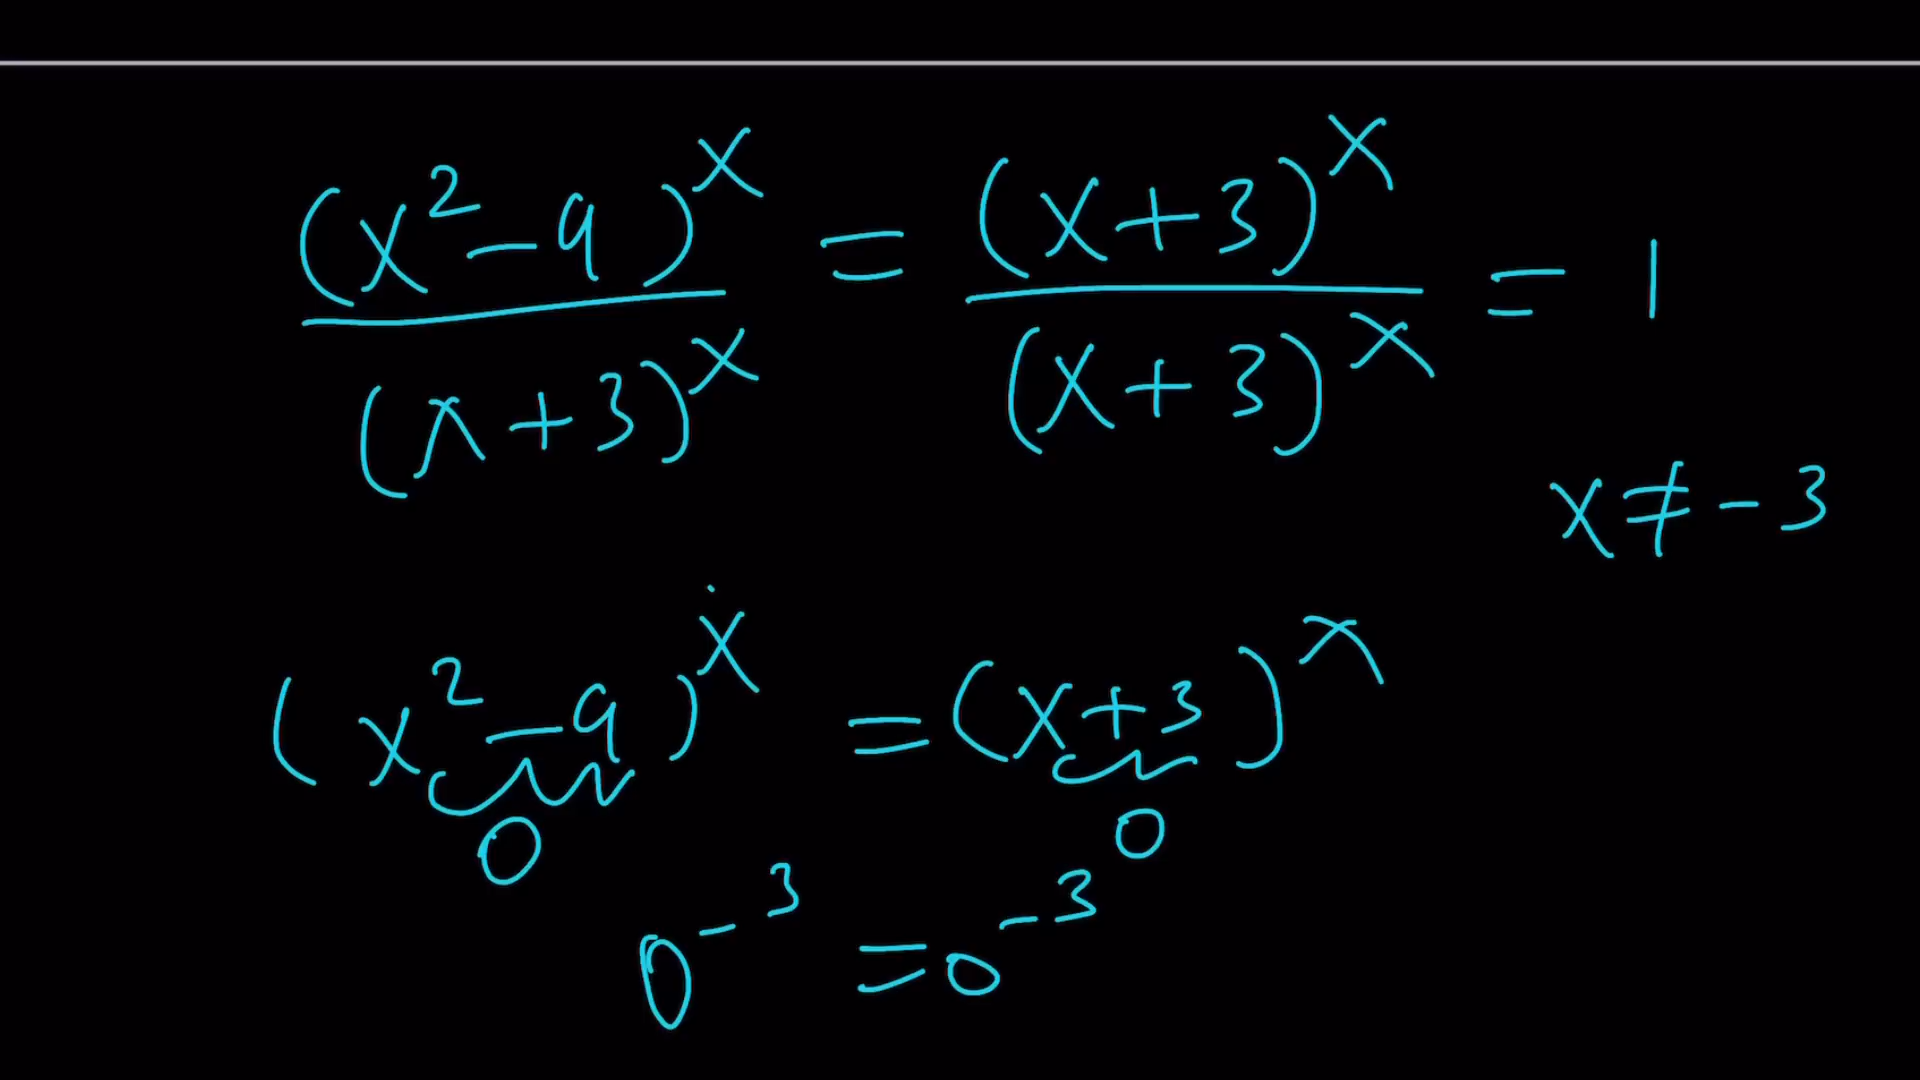 (x²-9)^x / (x+3)^x = (x+3)^x / (x+3)^x = 1
x ≠ -3
(x²-9)^x = (x+3)^x
0 0
0^-3 = 0^-3